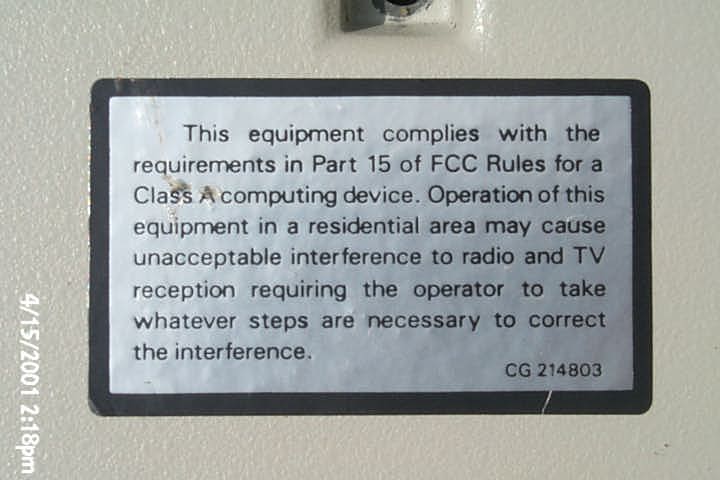 This equipment complies with the
requirements in Part 15 of FCC Rules for a
Class A computing device. Operation of this
equipment in a residential area may cause
unacceptable interference to radio and TV
reception requiring the operator to take
whatever steps are necessary to correct
the interference.
CG 214803
4/15/2001 2:18pm